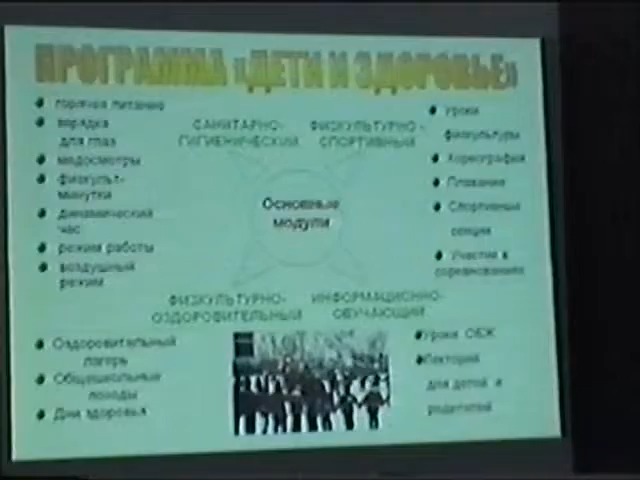 ПРОГРАММА «ДЕТИ И ЗДОРОВЬЕ»
горячее питание
зарядка
для глаз
медосмотры
физкульт-
минутки
динамический
час
режим работы
воздушный
режим
САНИТАРНО-
ГИГИЕНИЧЕСКИЙ
ФИЗКУЛЬТУРНО-
СПОРТИВНЫЙ
Уроки
физкультуры
Хореография
Плавание
Спортивные
секции
Участие в
соревнованиях
Основные
модули
ФИЗКУЛЬТУРНО-
ОЗДОРОВИТЕЛЬНЫЙ
ИНФОРМАЦИОННО-
ОБУЧАЮЩИЙ
Оздоровительный
лагерь
Общешкольные
походы
Дни здоровья
Уроки ОБЖ
Лекторий
для детей и
родителей